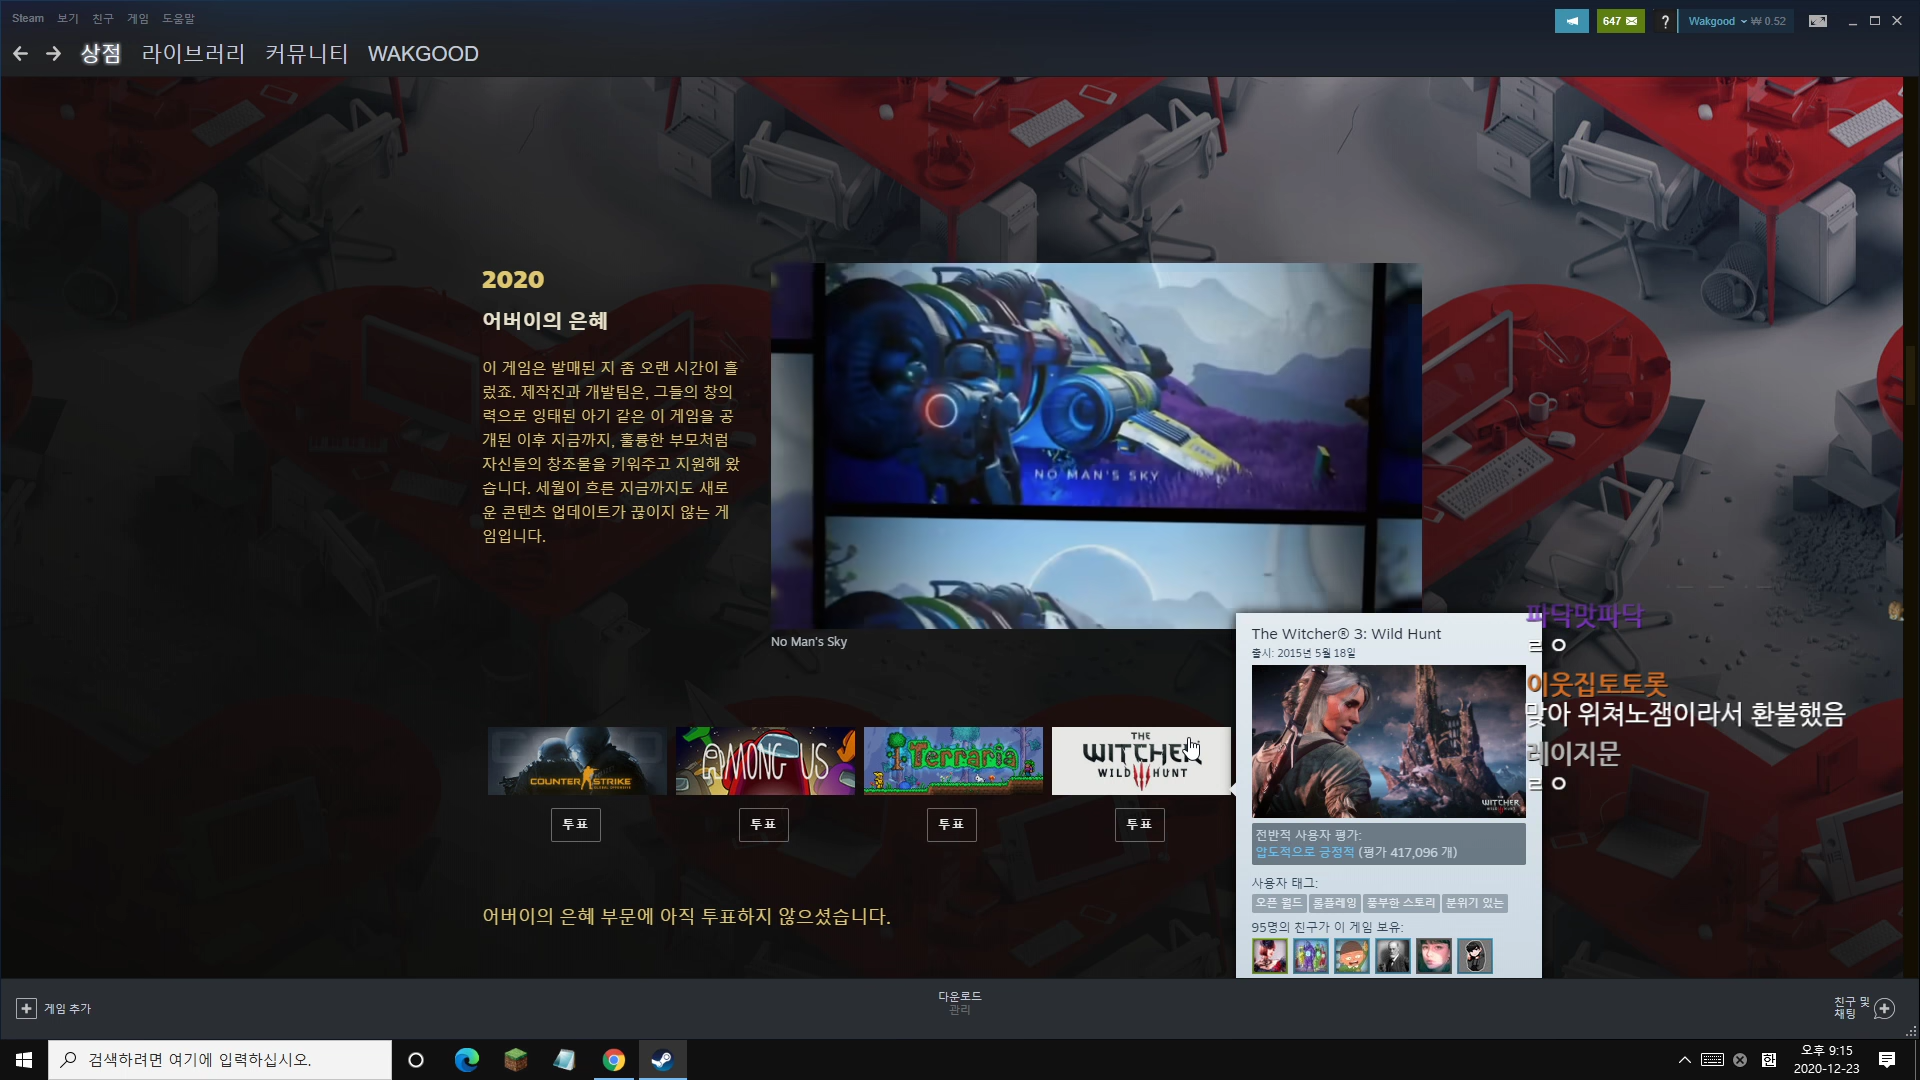 Steam 보기 친구 게임 도움말
647
?
Wakgood ₩ 0.52
상점 라이브러리 커뮤니티 WAKGOOD
2020
어버이의 은혜
이 게임은 발매된 지 좀 오랜 시간이 흘
렀죠. 제작진과 개발팀은, 그들의 창의
력으로 잉태된 아기 같은 이 게임을 공
개된 이후 지금까지, 훌륭한 부모처럼
자신들의 창조물을 키워주고 지원해 왔
습니다. 세월이 흐른 지금까지도 새로
운 콘텐츠 업데이트가 끊이지 않는 게
임입니다.
NO MAN'S SKY
No Man's Sky
COUNTER STRIKE
GLOBAL OFFENSIVE
AMONG US
Terraria
THE
WITCHER
WILD HUNT
투표 투표 투표 투표
어버이의 은혜 부문에 아직 투표하지 않으셨습니다.
The Witcher® 3: Wild Hunt
출시: 2015년 5월 18일
THE
WITCHER
WILD HUNT
전반적 사용자 평가:
압도적으로 긍정적 (평가 417,096 개)
사용자 태그:
오픈 월드 롤플레잉 풍부한 스토리 분위기 있는
95명의 친구가 이 게임 보유:
파닥맛파닥
ㄹㅇ
이웃집토토롯
맞아 위쳐노잼이라서 환불했음
레이지문
ㄹㅇ
게임 추가
다운로드
관리
친구 및
채팅
검색하려면 여기에 입력하십시오.
한
오후 9:15
2020-12-23